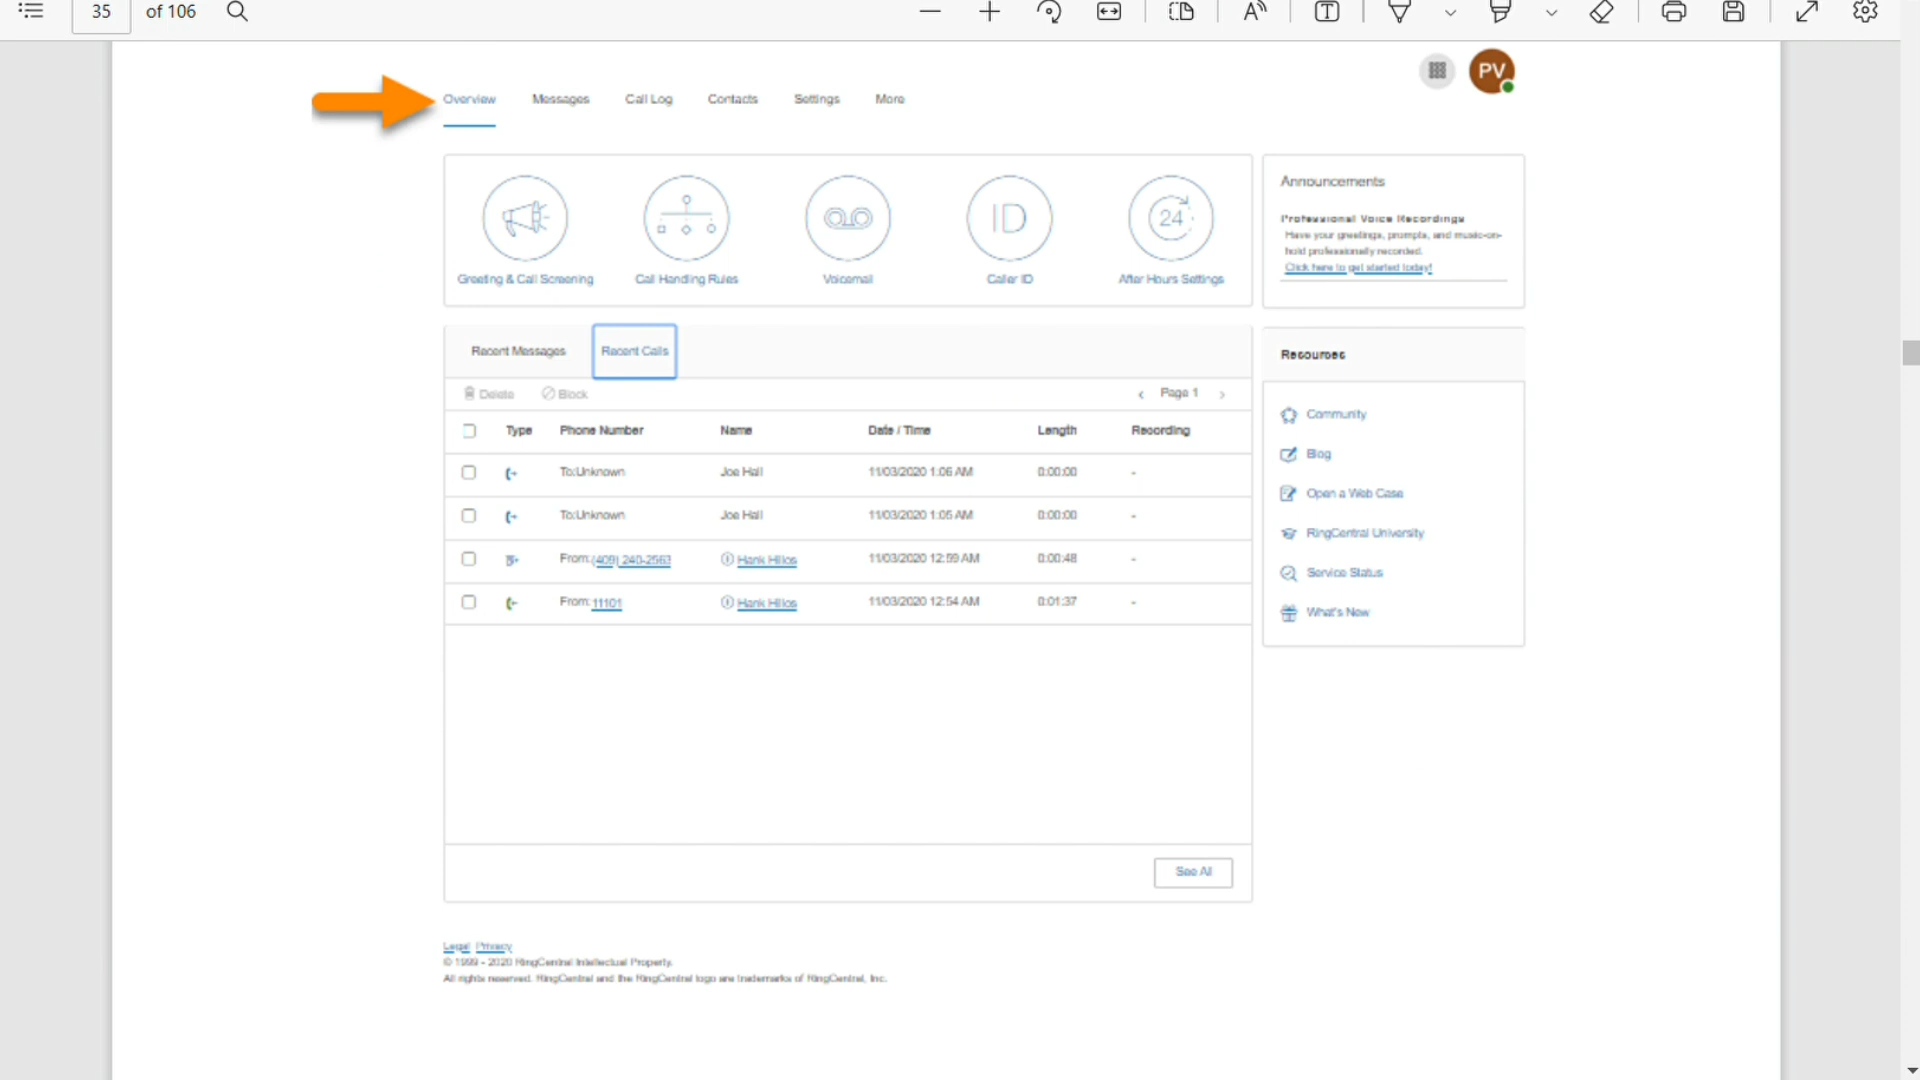 35 of 106
PV
Overview Messages Call Log Contacts Settings More
ID 24
Greeting & Call Screening Call Handling Rules Voicemail Caller ID After Hours Settings
Announcements
Professional Voice Recordings
Have your greetings, prompts, and music-on-
hold professionally recorded.
Click here to get started today!
Recent Messages Recent Calls
Delete Block Page 1
Type Phone Number Name Date / Time Length Recording
To:Unknown Joe Hall 11/03/2020 1:06 AM 0:00:00 -
To:Unknown Joe Hall 11/03/2020 1:05 AM 0:00:00 -
From:(409) 240-2563 Hank Hillos 11/03/2020 12:59 AM 0:00:48 -
From: 11101 Hank Hillos 11/03/2020 12:54 AM 0:01:37 -
See All
Resources
Community
Blog
Open a Web Case
RingCentral University
Service Status
What's New
Legal Privacy
© 1999 - 2020 RingCentral Intellectual Property.
All rights reserved. RingCentral and the RingCentral logo are trademarks of RingCentral, Inc.